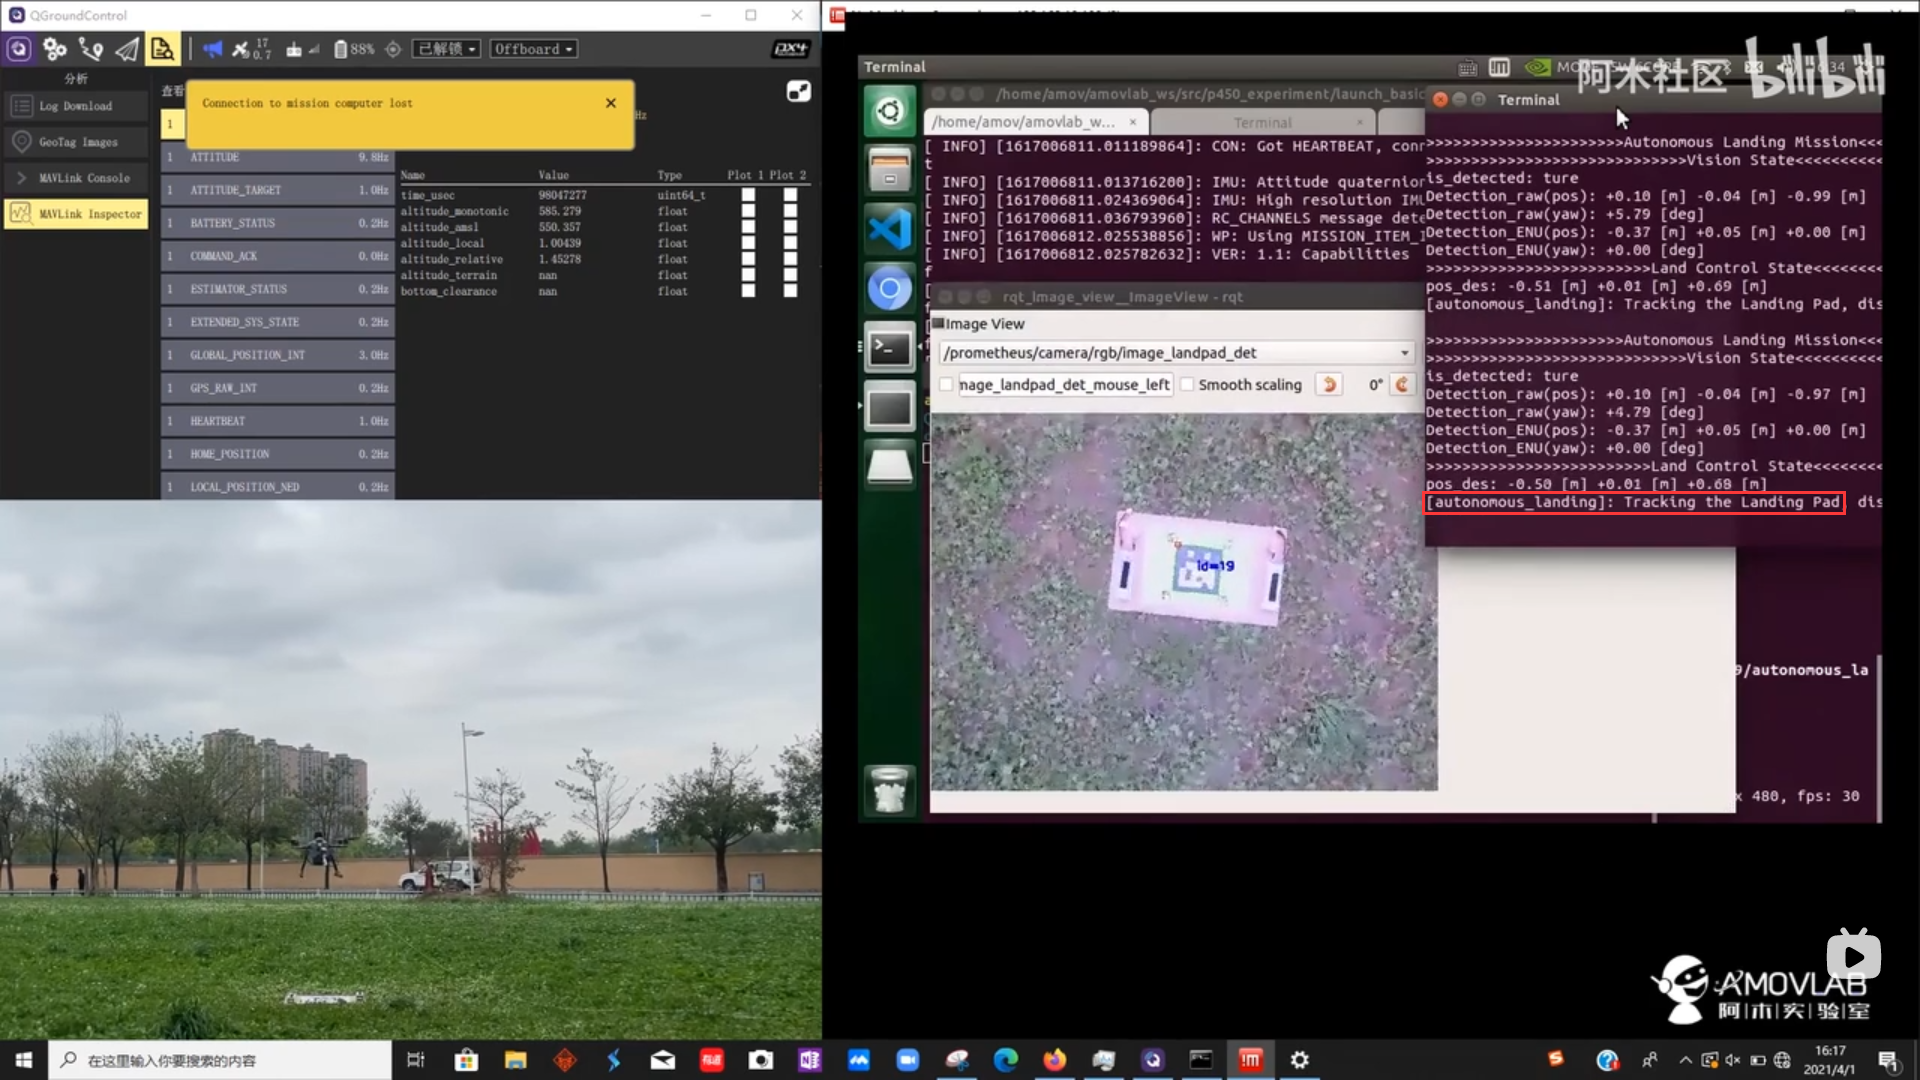 QGroundControl
17
0.7
88%
已解锁
Offboard
PX4
分析
Log Download
GeoTag Images
MAVLink Console
MAVLink Inspector
查看
Connection to mission computer lost
Hz
1
1 ATTITUDE 9.8Hz
1 ATTITUDE_TARGET 1.0Hz
1 BATTERY_STATUS 0.2Hz
1 COMMAND_ACK 0.0Hz
1 ESTIMATOR_STATUS 0.2Hz
1 EXTENDED_SYS_STATE 0.2Hz
1 GLOBAL_POSITION_INT 3.0Hz
1 GPS_RAW_INT 0.2Hz
1 HEARTBEAT 1.0Hz
1 HOME_POSITION 0.2Hz
1 LOCAL_POSITION_NED 0.2Hz
Name Value Type Plot 1 Plot 2
time_usec 98047277 uint64_t
altitude_monotonic 585.279 float
altitude_amsl 550.357 float
altitude_local 1.00439 float
altitude_relative 1.45278 float
altitude_terrain nan float
bottom_clearance nan float
Terminal
阿木社区 bilibili
/home/amov/amovlab_ws/src/p450_experiment/launch_basic
/home/amov/amovlab_w... × Terminal ×
[ INFO] [1617006811.011189864]: CON: Got HEARTBEAT, conn
t
[ INFO] [1617006811.013716200]: IMU: Attitude quaternion
[ INFO] [1617006811.024369064]: IMU: High resolution IMU
[ INFO] [1617006811.036793960]: RC_CHANNELS message dete
[ INFO] [1617006812.025538856]: WP: Using MISSION_ITEM_I
[ INFO] [1617006812.025782632]: VER: 1.1: Capabilities
f
rqt_image_view__ImageView - rqt
Image View
/prometheus/camera/rgb/image_landpad_det
mage_landpad_det_mouse_left
Smooth scaling
0°
id=19
Terminal
>>>>>>>>>>>>>>>>>>>>>>Autonomous Landing Mission<<<
>>>>>>>>>>>>>>>>>>>>>>>>>>>>>Vision State<<<<<<<<<<
is_detected: ture
Detection_raw(pos): +0.10 [m] -0.04 [m] -0.99 [m]
Detection_raw(yaw): +5.79 [deg]
Detection_ENU(pos): -0.37 [m] +0.05 [m] +0.00 [m]
Detection_ENU(yaw): +0.00 [deg]
>>>>>>>>>>>>>>>>>>>>>>>>>Land Control State<<<<<<<<
pos_des: -0.51 [m] +0.01 [m] +0.69 [m]
[autonomous_landing]: Tracking the Landing Pad, dis
>>>>>>>>>>>>>>>>>>>>>>Autonomous Landing Mission<<<
>>>>>>>>>>>>>>>>>>>>>>>>>>>>>Vision State<<<<<<<<<<
is_detected: ture
Detection_raw(pos): +0.10 [m] -0.04 [m] -0.97 [m]
Detection_raw(yaw): +4.79 [deg]
Detection_ENU(pos): -0.37 [m] +0.05 [m] +0.00 [m]
Detection_ENU(yaw): +0.00 [deg]
>>>>>>>>>>>>>>>>>>>>>>>>>Land Control State<<<<<<<<
pos_des: -0.50 [m] +0.01 [m] +0.68 [m]
[autonomous_landing]: Tracking the Landing Pad, dis
9/autonomous_la
x 480, fps: 30
AMOVLAB
阿|木|实|验|室
在这里输入你要搜索的内容
16:17
2021/4/1